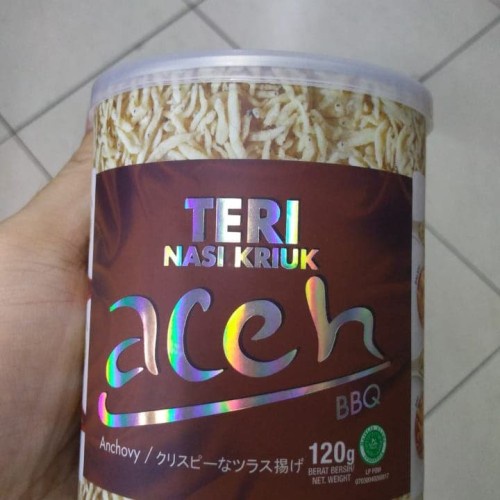 TERI
NASI KRIUK
aceh
BBQ
Anchovy / クリスピーなツラス揚げ
120g
BERAT BERSIH/
NET. WEIGHT